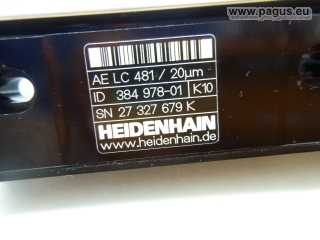 www.pagus.eu
AE LC 481 / 20µm
ID 384 978-01 K10
SN 27 327 679 K
HEIDENHAIN
www.heidenhain.de